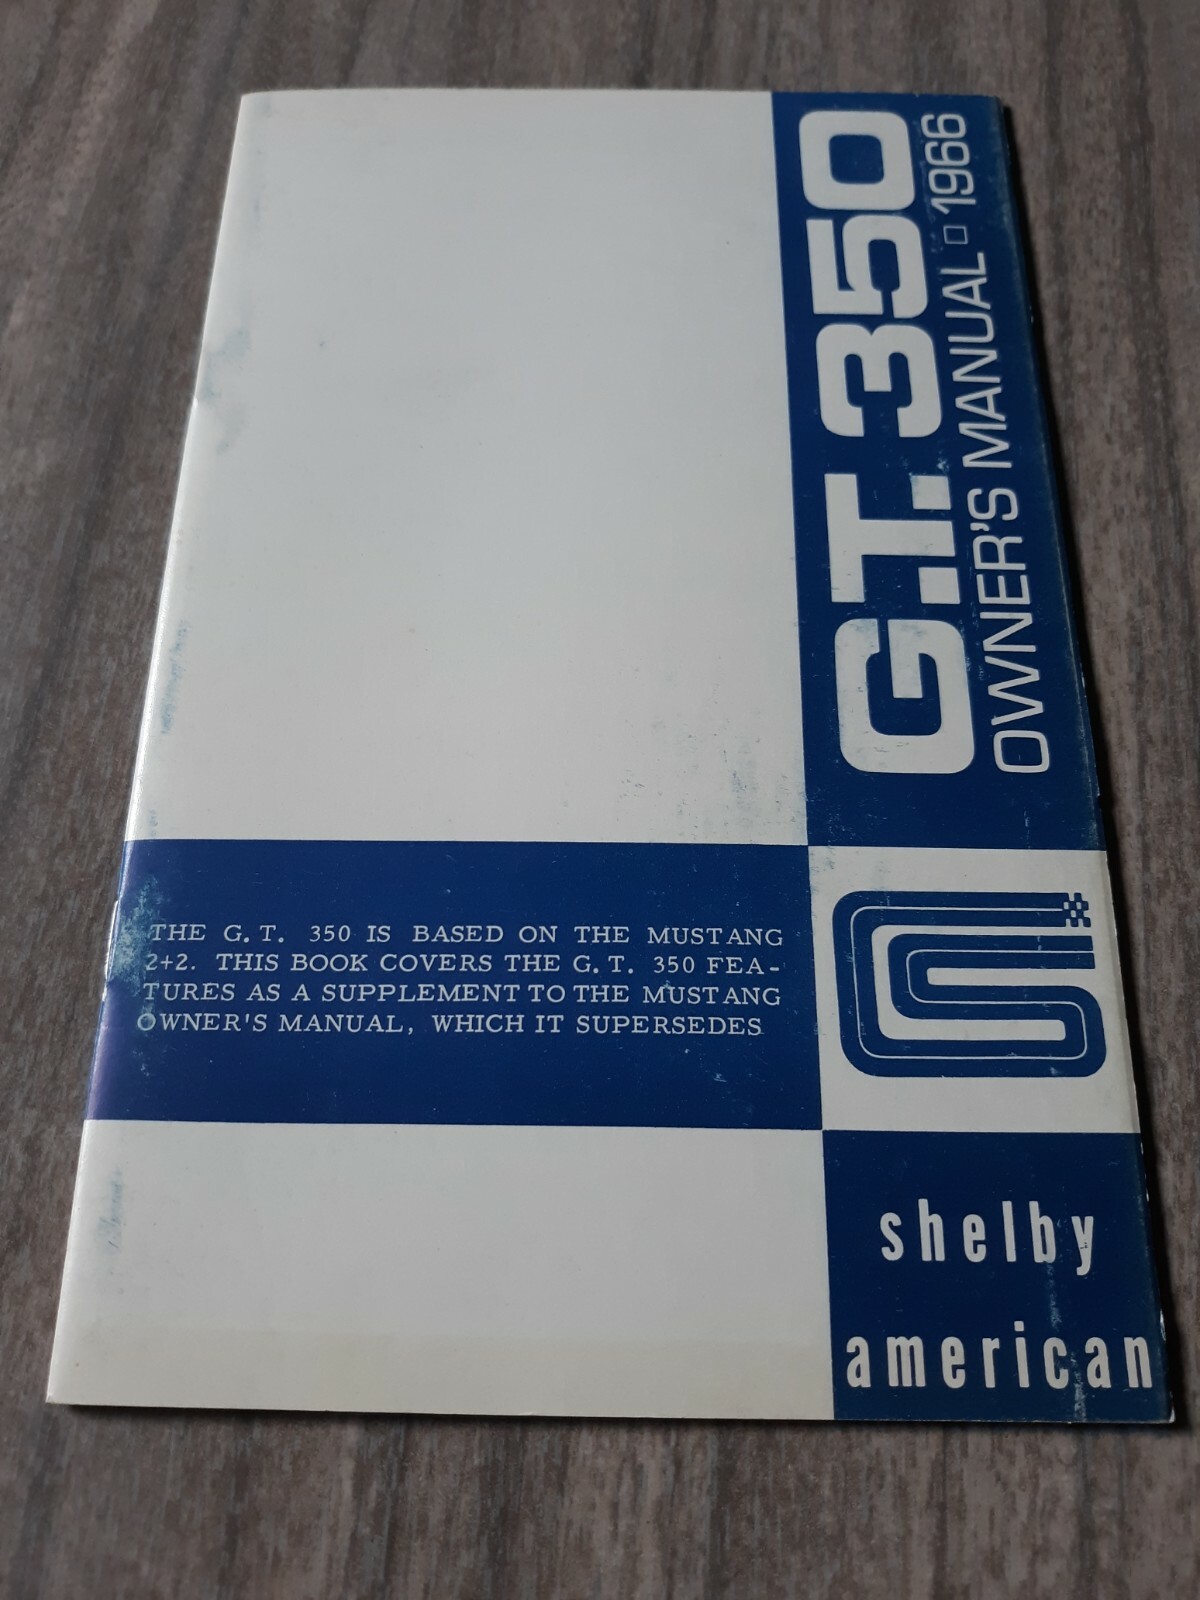 G.T. 350
OWNER'S MANUAL □ 1966
THE G.T. 350 IS BASED ON THE MUSTANG
2+2. THIS BOOK COVERS THE G.T. 350 FEA-
TURES AS A SUPPLEMENT TO THE MUSTANG
OWNER'S MANUAL, WHICH IT SUPERSEDES
shelby
american